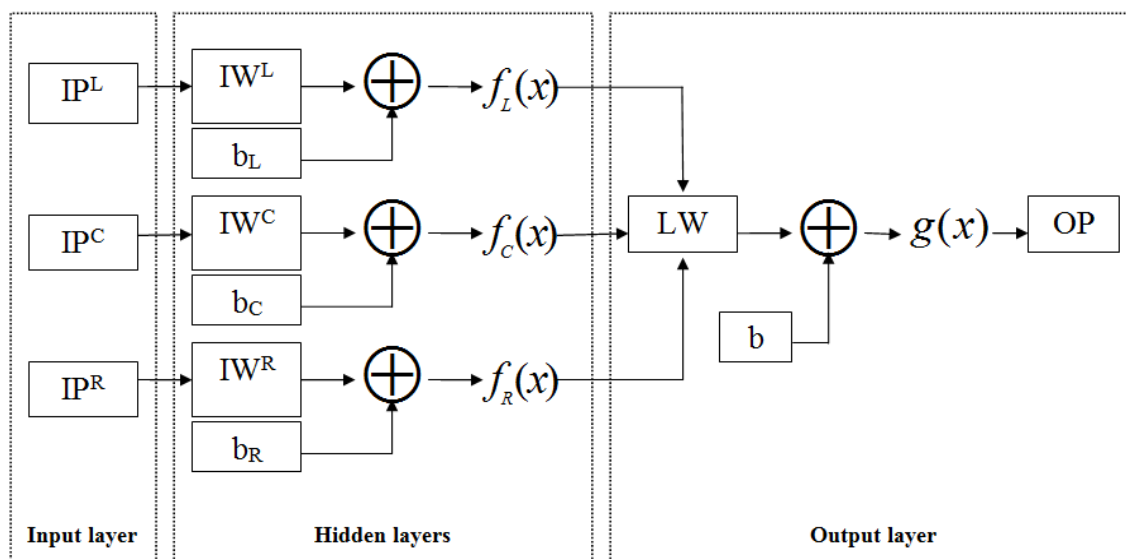 IP^L
IW^L
b_L
f_L(x)
IP^C
IW^C
b_C
f_C(x)
LW
g(x)
OP
b
IP^R
IW^R
b_R
f_R(x)
Input layer
Hidden layers
Output layer